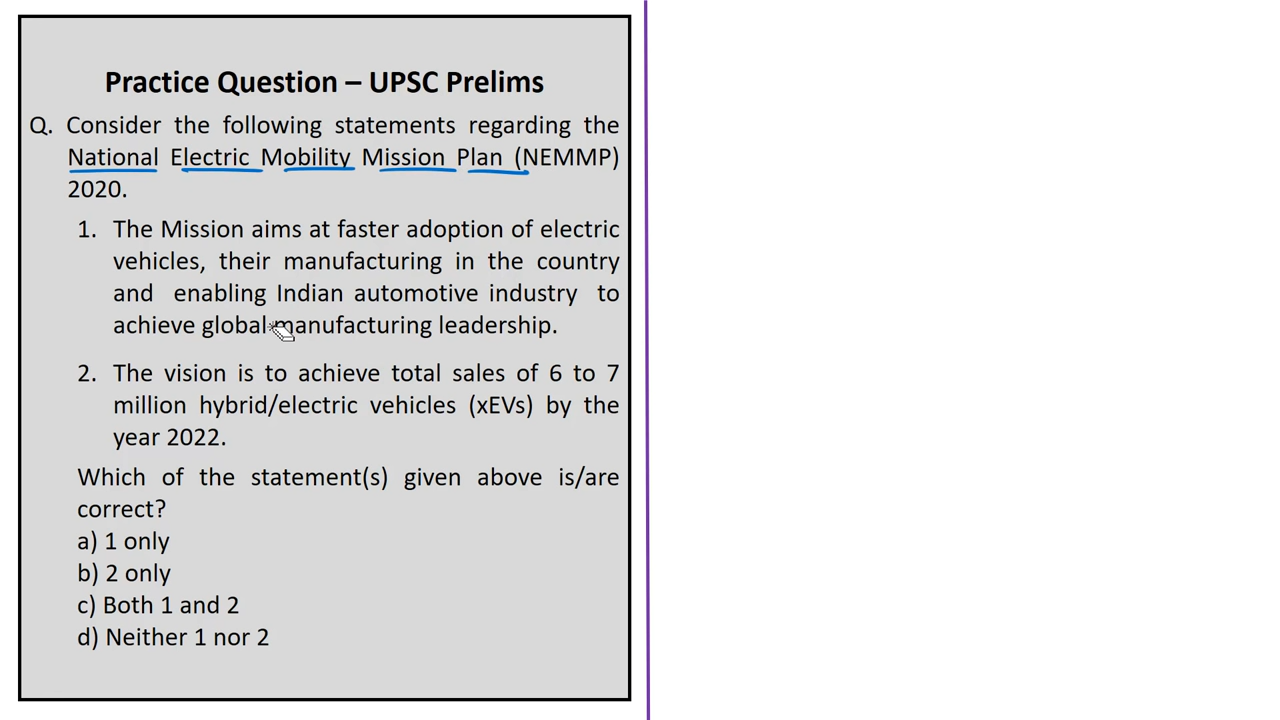 Practice Question – UPSC Prelims
Q. Consider the following statements regarding the
National Electric Mobility Mission Plan (NEMMP)
2020.
1. The Mission aims at faster adoption of electric
vehicles, their manufacturing in the country
and enabling Indian automotive industry to
achieve global manufacturing leadership.
2. The vision is to achieve total sales of 6 to 7
million hybrid/electric vehicles (xEVs) by the
year 2022.
Which of the statement(s) given above is/are
correct?
a) 1 only
b) 2 only
c) Both 1 and 2
d) Neither 1 nor 2